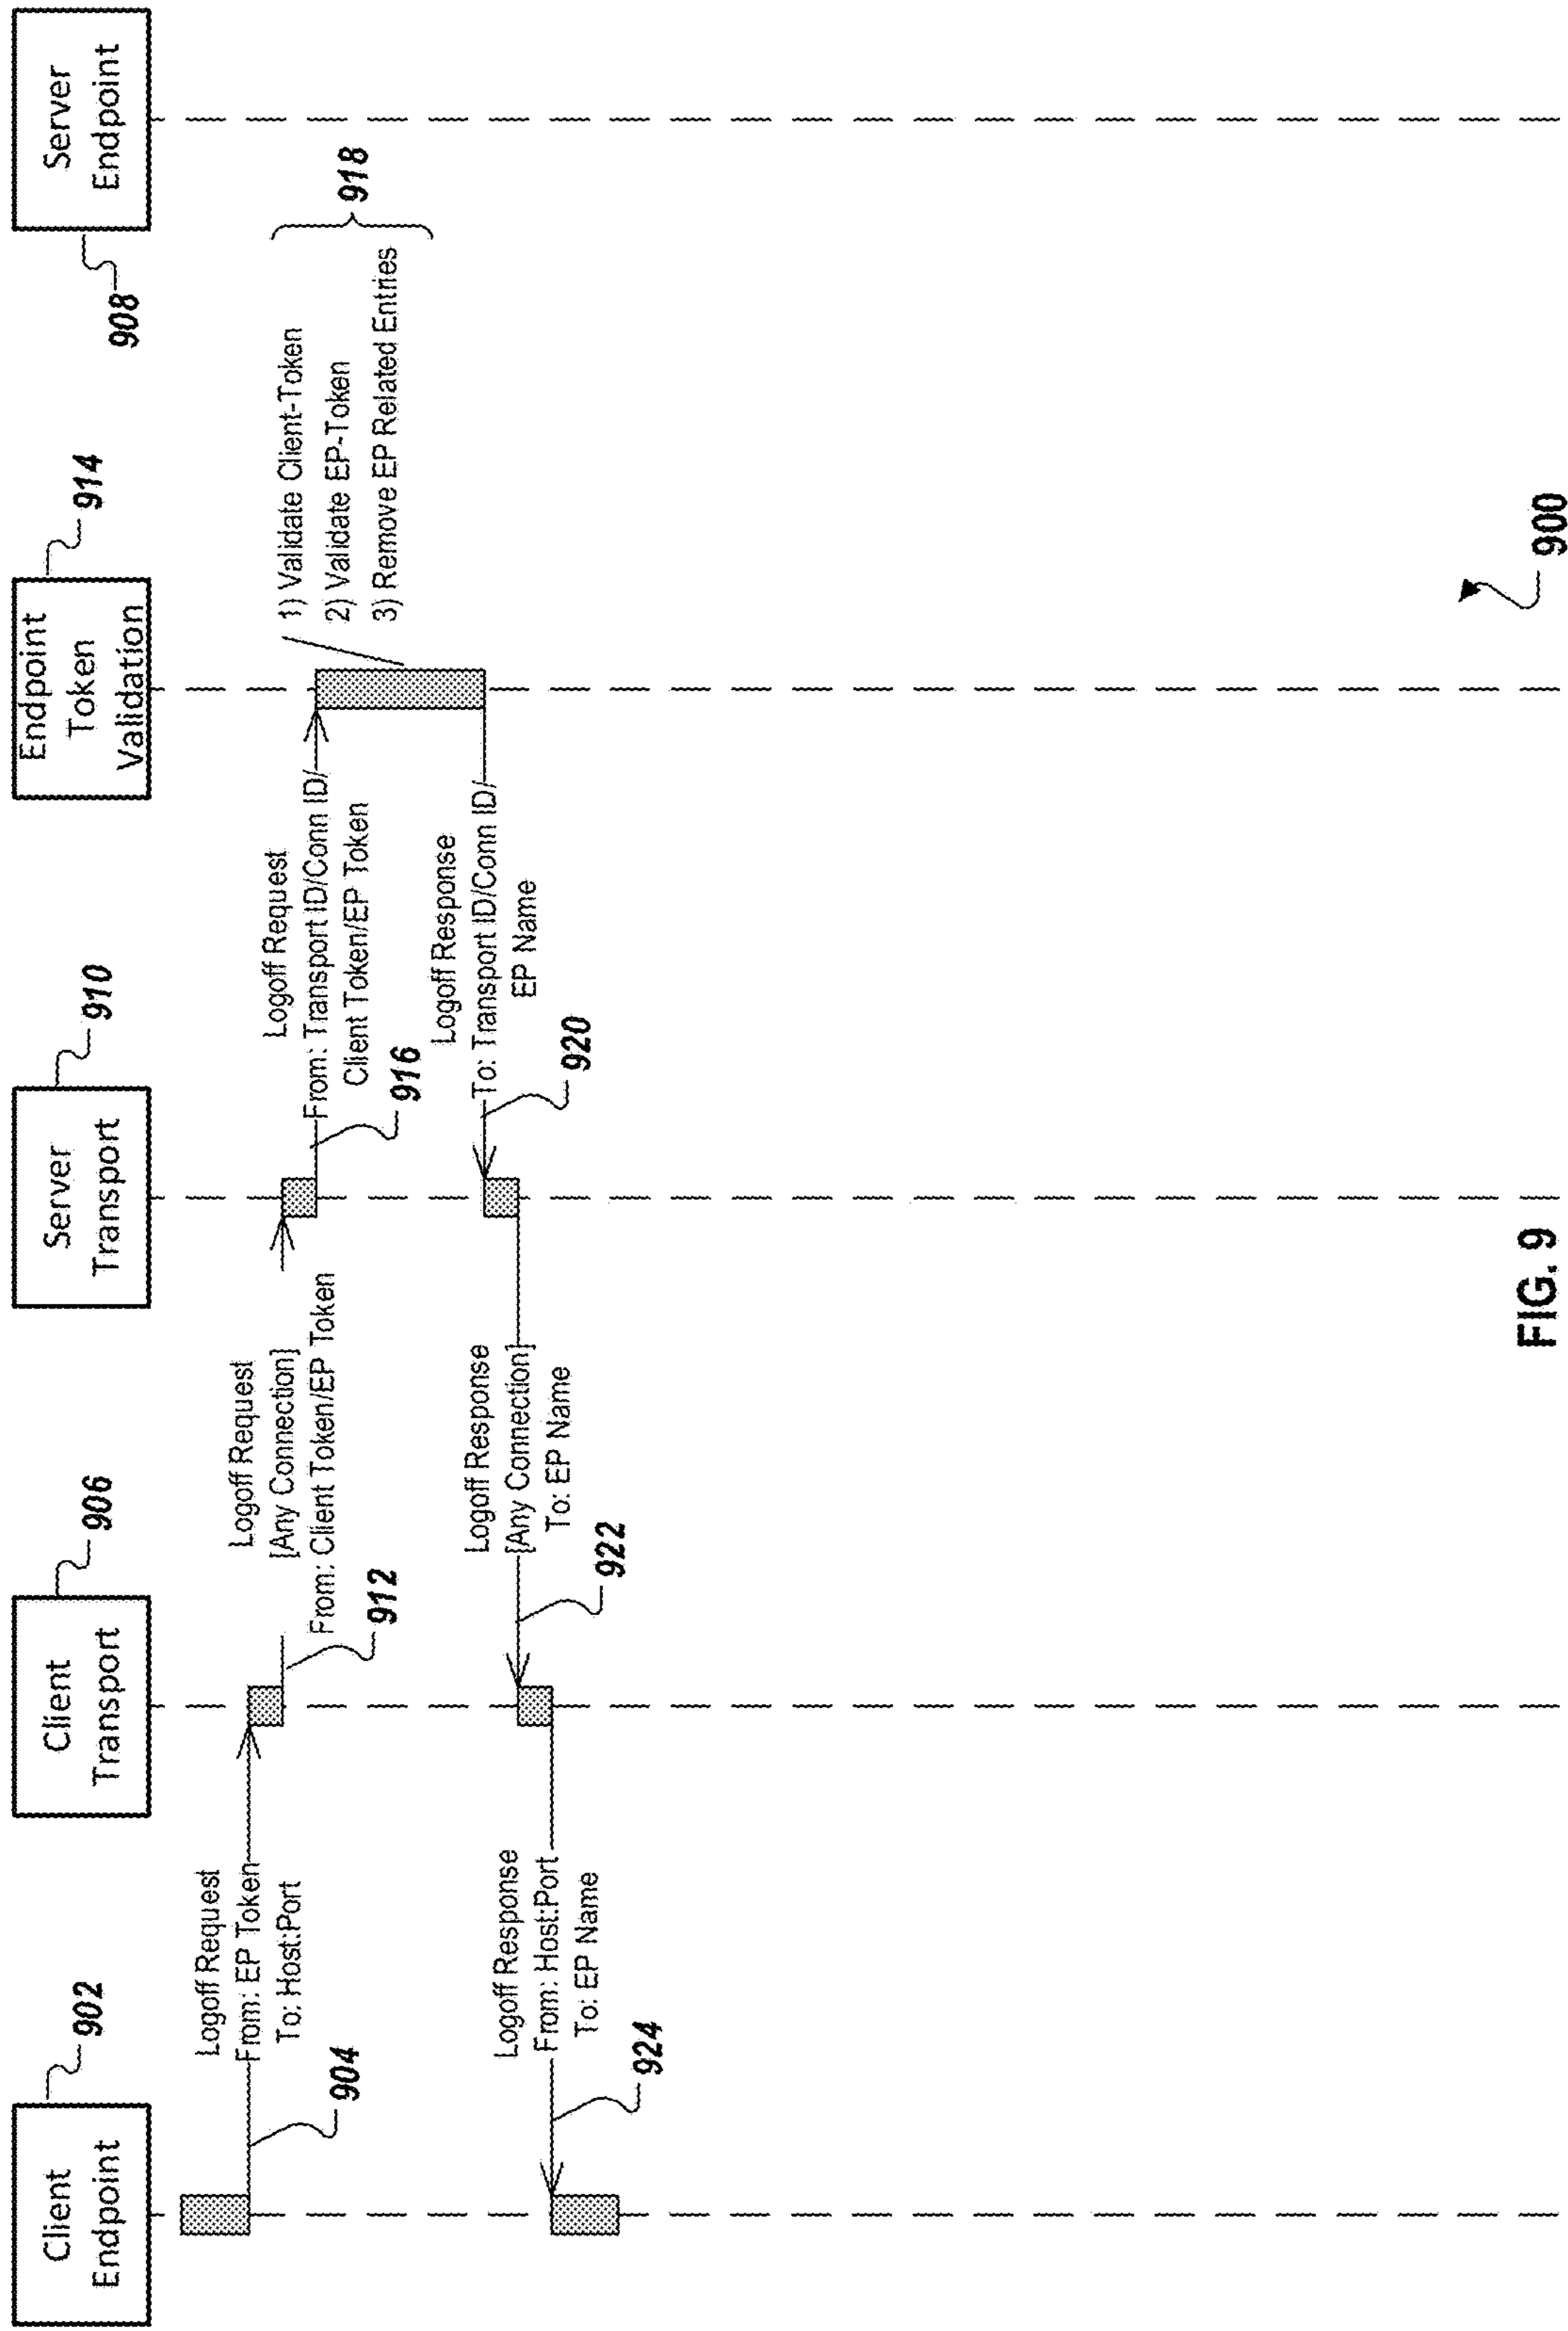 Client
Endpoint
902
Client
Transport
906
Server
Transport
910
Endpoint
Token
Validation
914
Server
Endpoint
908
Logoff Request
From: EP Token
To: Host:Port
904
Logoff Request
[Any Connection]
From: Client Token/EP Token
912
Logoff Request
From: Transport ID/Conn ID/
Client Token/EP Token
916
1) Validate Client-Token
2) Validate EP-Token
3) Remove EP Related Entries
918
Logoff Response
To: Transport ID/Conn ID/
EP Name
920
Logoff Response
[Any Connection]
To: EP Name
922
Logoff Response
From: Host:Port
To: EP Name
924
900
FIG. 9